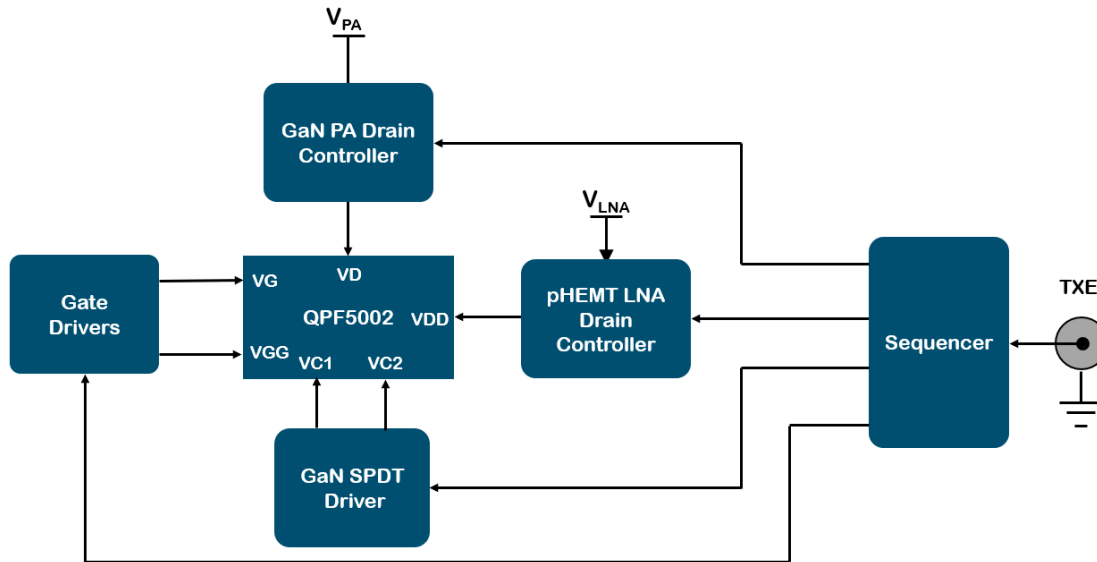 VPA
GaN PA Drain
Controller
VLNA
Gate
Drivers
VG
VD
QPF5002
VDD
VGG
VC1
VC2
pHEMT LNA
Drain
Controller
Sequencer
TXE
GaN SPDT
Driver